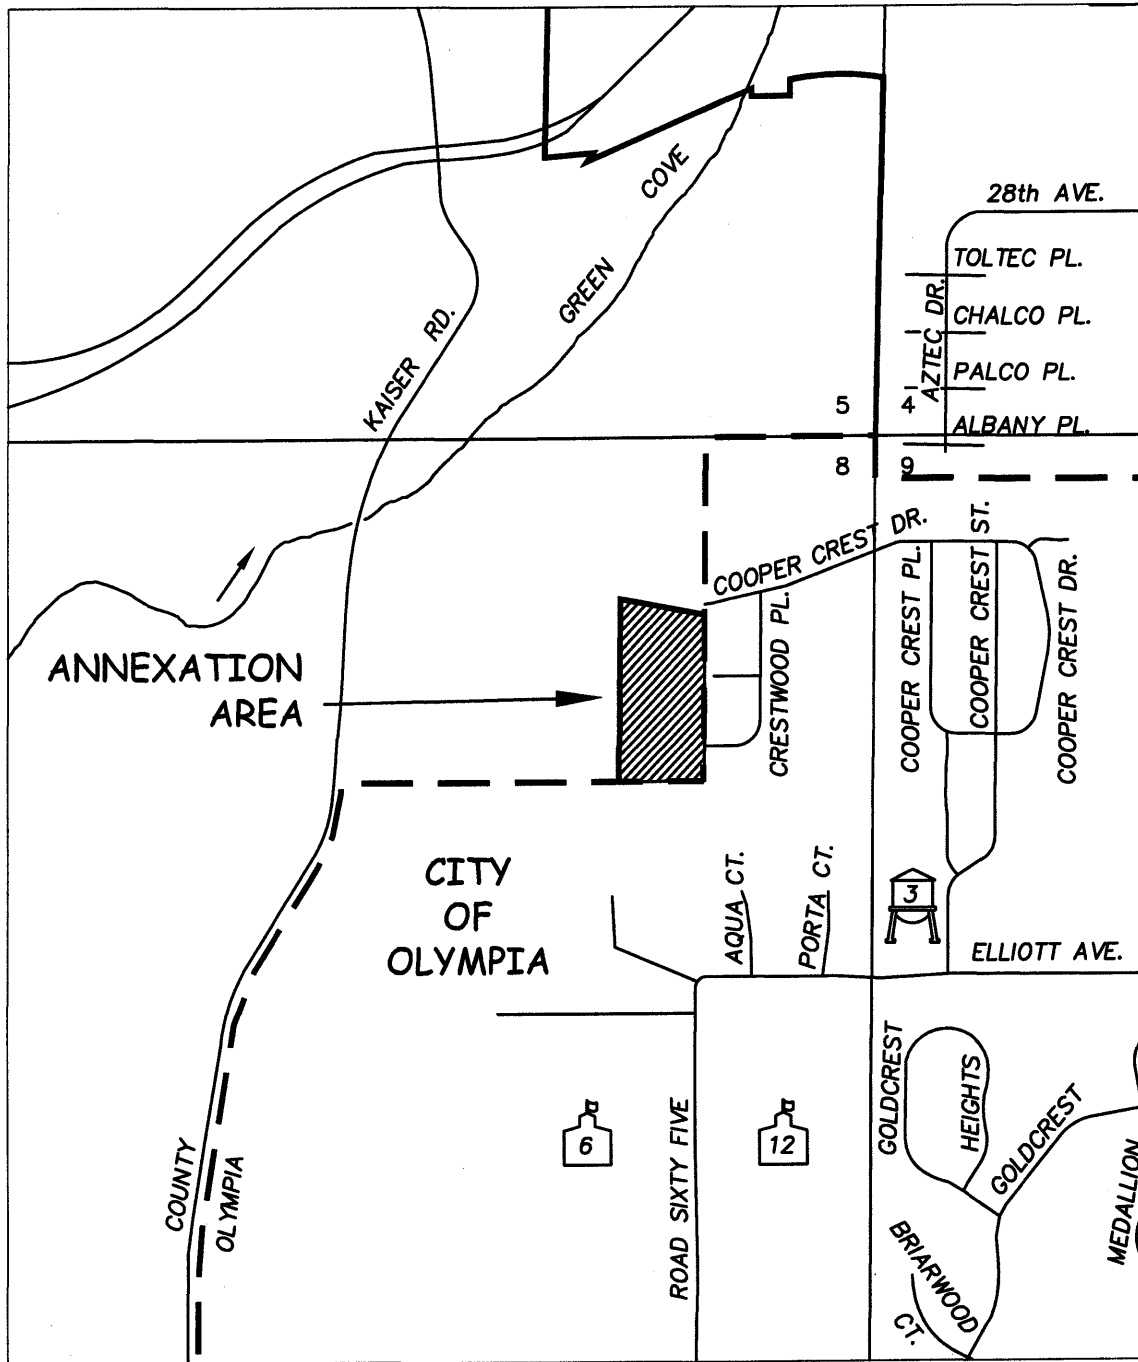 COVE
GREEN
KAISER RD.
28th AVE.
TOLTEC PL.
CHALCO PL.
PALCO PL.
ALBANY PL.
AZTEC DR.
5
4
8
9
COOPER CREST DR.
COOPER CREST PL.
COOPER CREST ST.
COOPER CREST DR.
CRESTWOOD PL.
ANNEXATION
AREA
CITY
OF
OLYMPIA
AQUA CT.
PORTA CT.
3
ELLIOTT AVE.
GOLDCREST
HEIGHTS
GOLDCREST
MEDALLION
6
12
ROAD SIXTY FIVE
COUNTY
OLYMPIA
BRIARWOOD
CT.